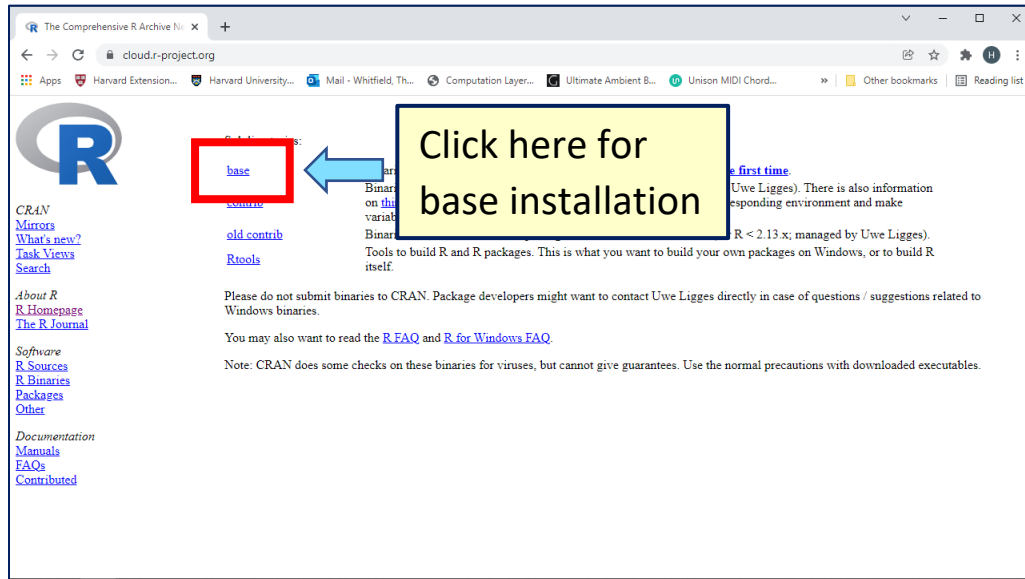 The Comprehensive R Archive Ne
cloud.r-project.org
H
Apps Harvard Extension... Harvard University... Mail - Whitfield, Th... Computation Layer... Ultimate Ambient B... Unison MIDI Chord... » Other bookmarks Reading list
R
CRAN
Mirrors
What's new?
Task Views
Search
About R
R Homepage
The R Journal
Software
R Sources
R Binaries
Packages
Other
Documentation
Manuals
FAQs
Contributed
Click here for
base installation
base e first time.
Binari Uwe Ligges). There is also information
contrib on thi esponding environment and make
variab
old contrib Binari R < 2.13.x; managed by Uwe Ligges).
Rtools Tools to build R and R packages. This is what you want to build your own packages on Windows, or to build R
itself.
Please do not submit binaries to CRAN. Package developers might want to contact Uwe Ligges directly in case of questions / suggestions related to
Windows binaries.
You may also want to read the R FAQ and R for Windows FAQ.
Note: CRAN does some checks on these binaries for viruses, but cannot give guarantees. Use the normal precautions with downloaded executables.